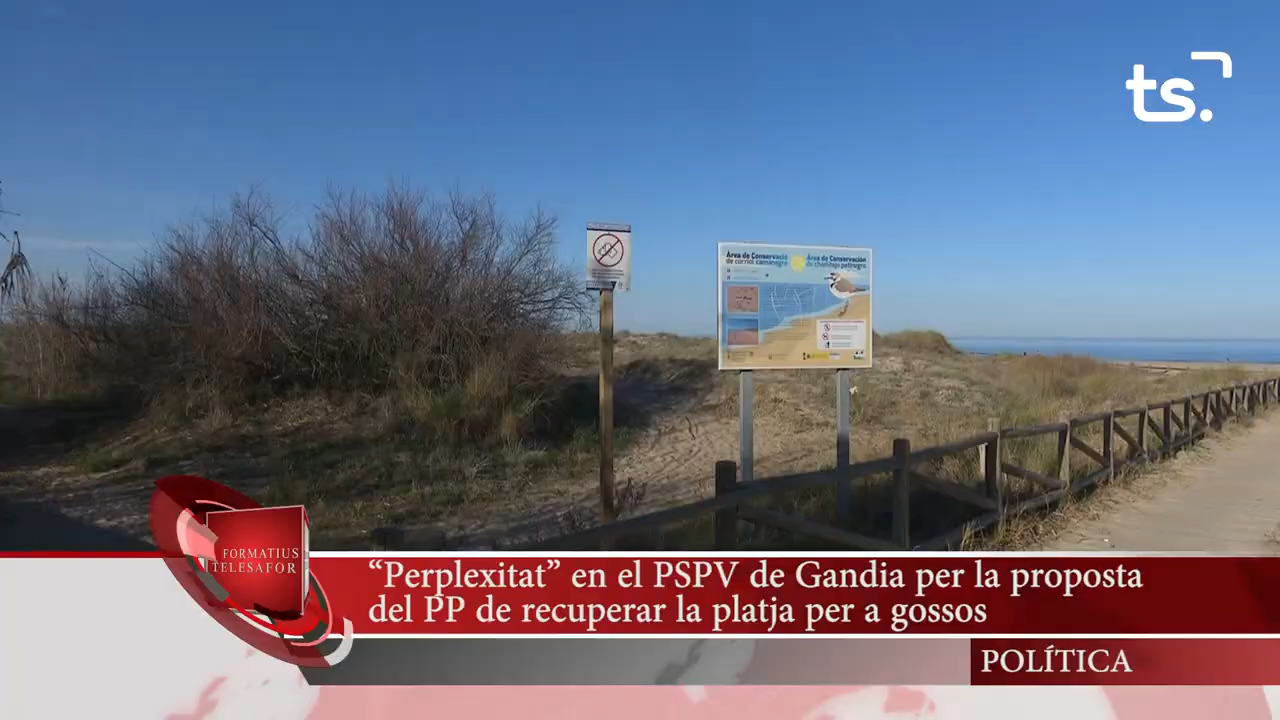 ts.
Àrea de Conservació
de corriol camanegre
Área de Conservación
de chorlitejo patinegro
FORMATIUS
TELESAFOR
“Perplexitat” en el PSPV de Gandia per la proposta
del PP de recuperar la platja per a gossos
POLÍTICA